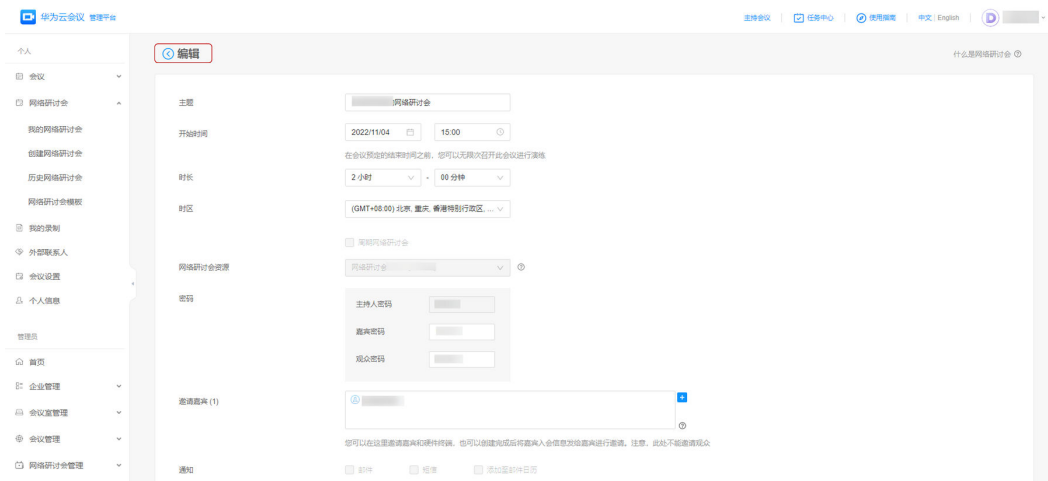 华为云会议 管理平台
主持会议 任务中心 使用指南 中文 | English
个人
会议
网络研讨会
我的网络研讨会
创建网络研讨会
历史网络研讨会
网络研讨会模板
我的录制
外部联系人
会议设置
个人信息
管理员
首页
企业管理
会议室管理
会议管理
网络研讨会管理
编辑
什么是网络研讨会
主题
网络研讨会
开始时间
2022/11/04 15:00
在会议预定的结束时间之前，您可以无限次召开此会议进行演练
时长
2 小时 - 00 分钟
时区
(GMT+08:00) 北京, 重庆, 香港特别行政区, ...
周期网络研讨会
网络研讨会资源
网络研讨会
密码
主持人密码
嘉宾密码
观众密码
邀请嘉宾 (1)
您可以在这里邀请嘉宾和硬件终端，也可以创建完成后将嘉宾入会信息发给嘉宾进行邀请。注意，此处不能邀请观众
通知
邮件 短信 添加至邮件日历